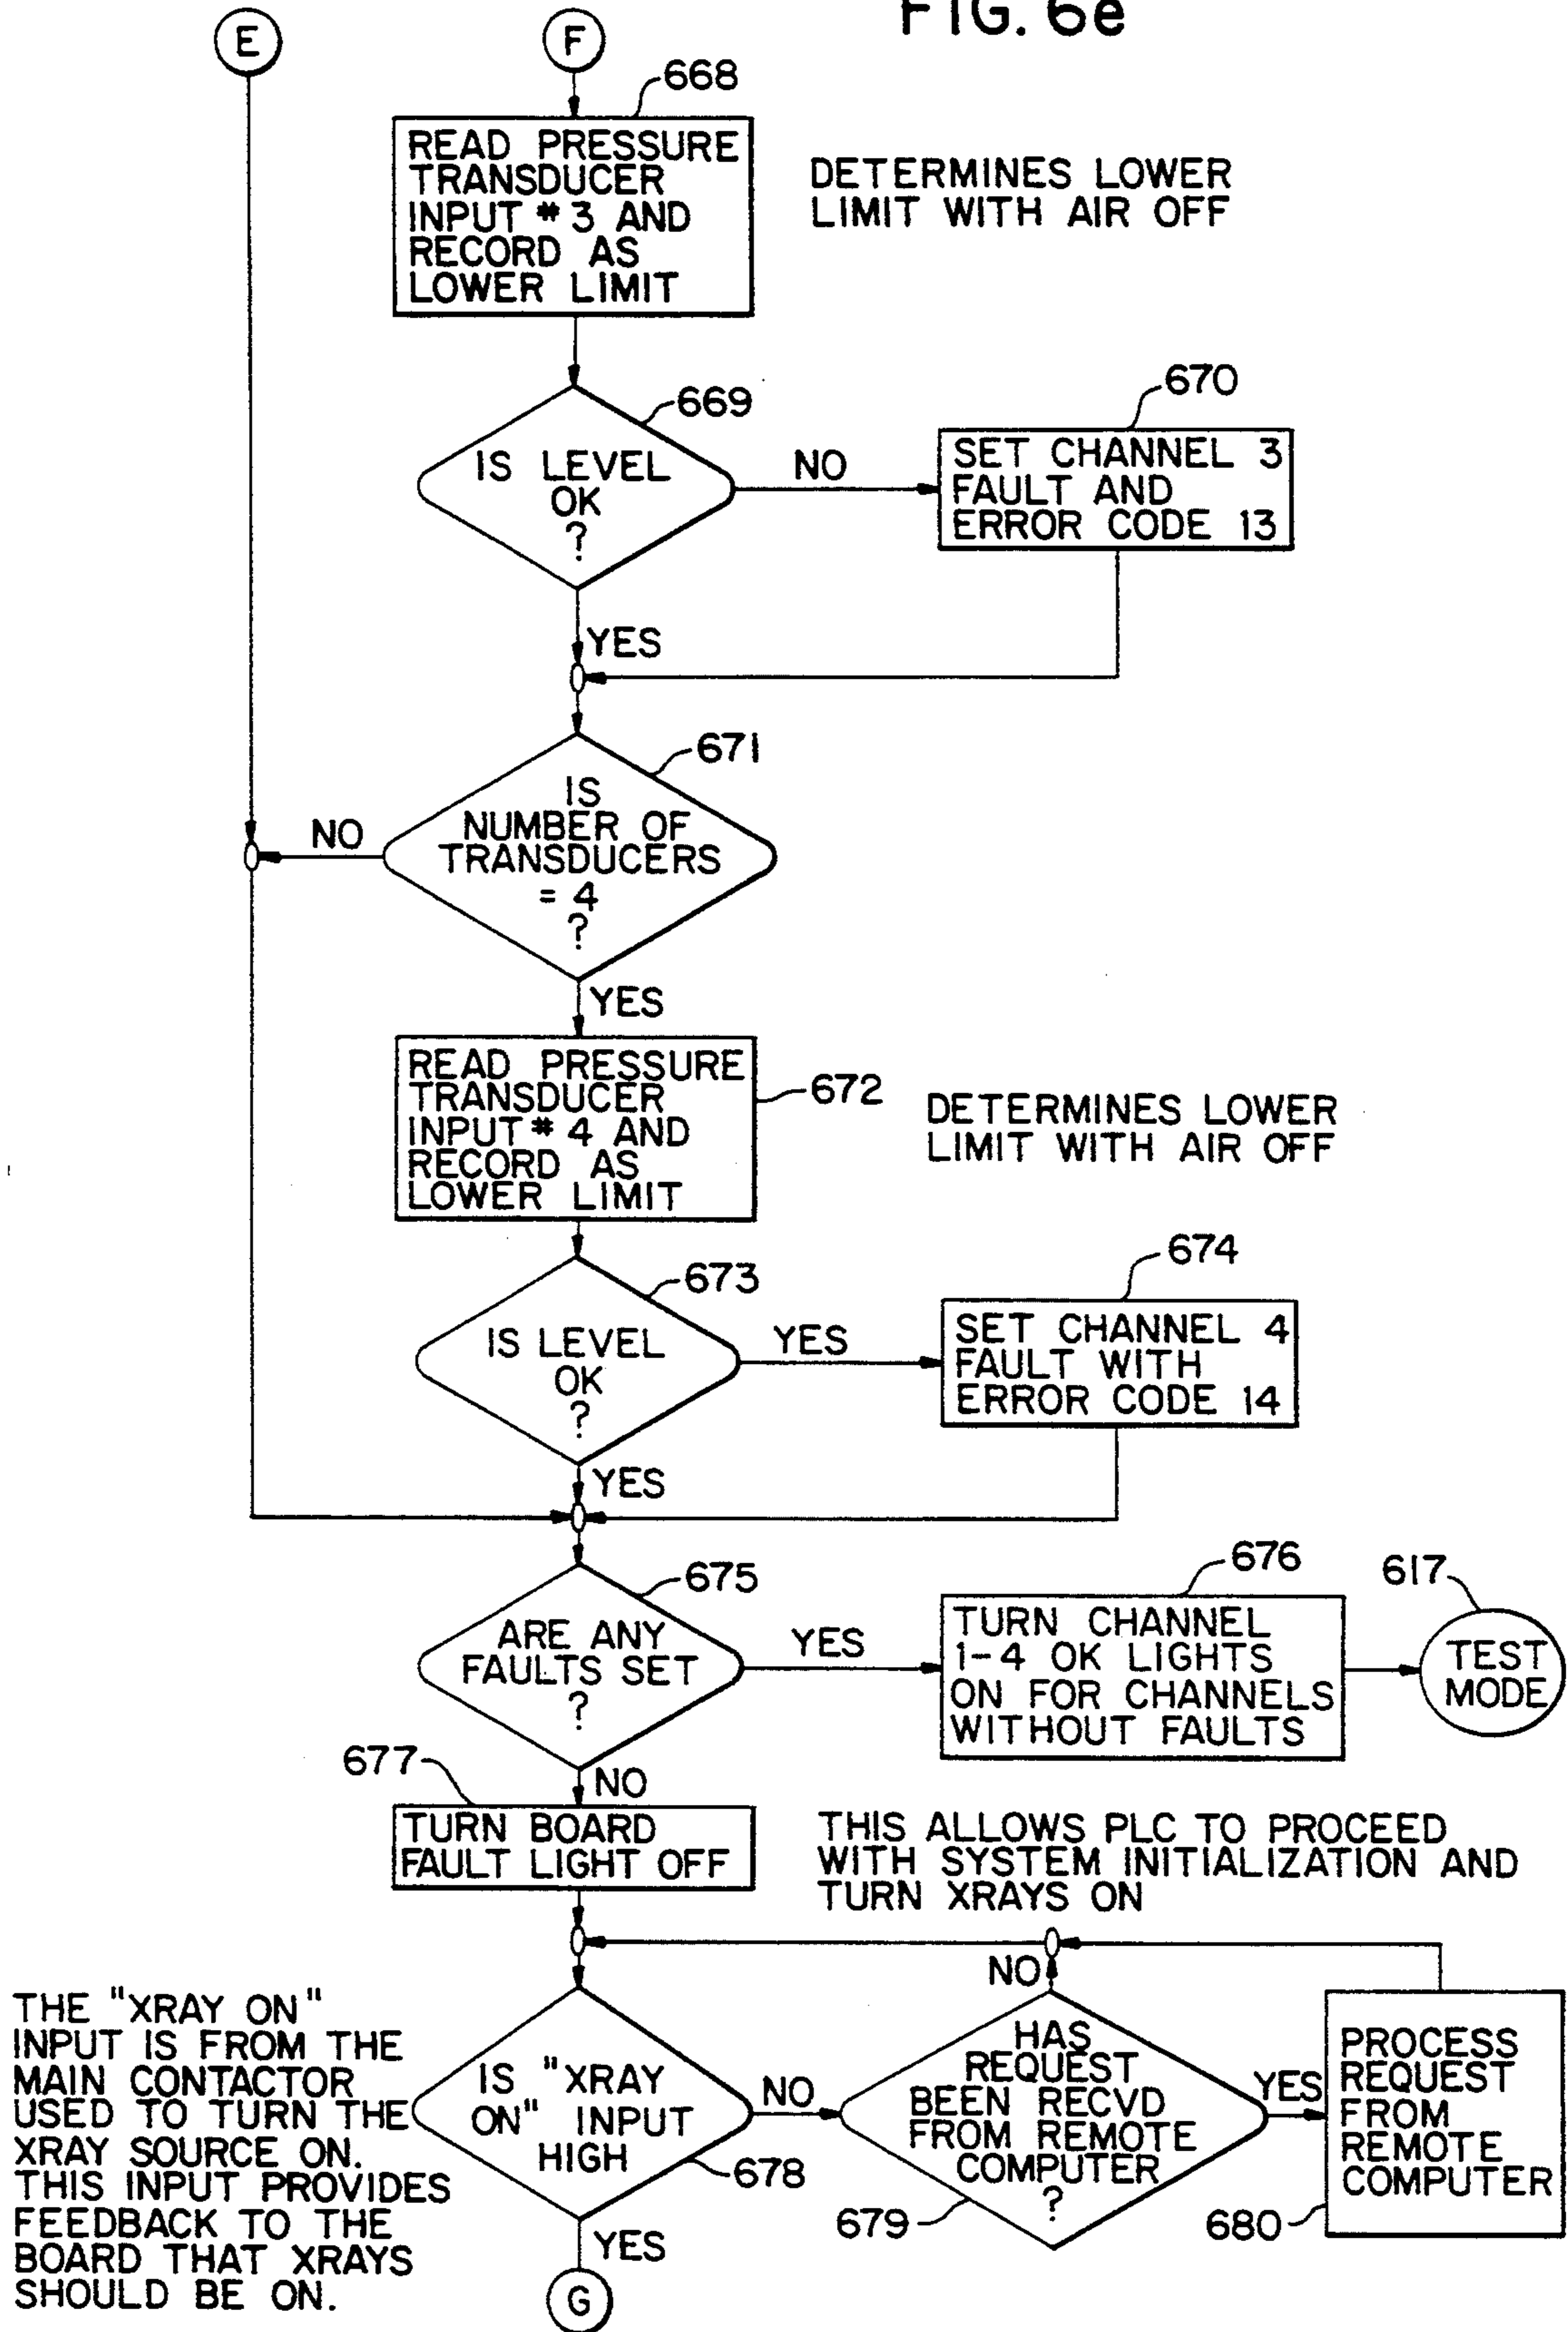 FIG. 6e
E
F
668
READ PRESSURE
TRANSDUCER
INPUT # 3 AND
RECORD AS
LOWER LIMIT
DETERMINES LOWER
LIMIT WITH AIR OFF
669
IS LEVEL
OK
?
NO
670
SET CHANNEL 3
FAULT AND
ERROR CODE 13
YES
671
IS
NUMBER OF
TRANSDUCERS
= 4
?
NO
YES
READ PRESSURE
TRANSDUCER
INPUT # 4 AND
RECORD AS
LOWER LIMIT
672
DETERMINES LOWER
LIMIT WITH AIR OFF
673
IS LEVEL
OK
?
YES
674
SET CHANNEL 4
FAULT WITH
ERROR CODE 14
YES
675
ARE ANY
FAULTS SET
?
YES
676
TURN CHANNEL
1-4 OK LIGHTS
ON FOR CHANNELS
WITHOUT FAULTS
617
TEST
MODE
NO
677
TURN BOARD
FAULT LIGHT OFF
THIS ALLOWS PLC TO PROCEED
WITH SYSTEM INITIALIZATION AND
TURN XRAYS ON
THE "XRAY ON"
INPUT IS FROM THE
MAIN CONTACTOR
USED TO TURN THE
XRAY SOURCE ON.
THIS INPUT PROVIDES
FEEDBACK TO THE
BOARD THAT XRAYS
SHOULD BE ON.
IS "XRAY
ON" INPUT
HIGH
678
NO
NO
HAS
REQUEST
BEEN RECVD
FROM REMOTE
COMPUTER
?
679
YES
PROCESS
REQUEST
FROM
REMOTE
COMPUTER
680
YES
G